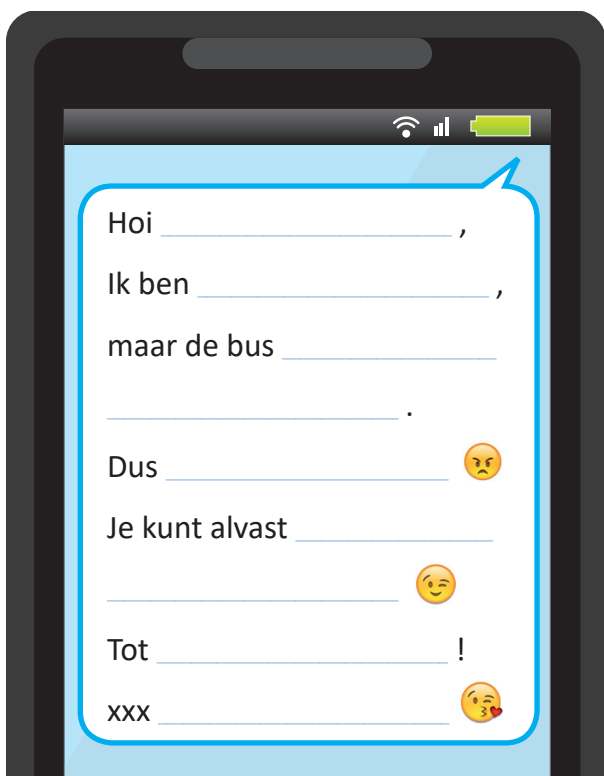 Hoi ,
Ik ben ,
maar de bus
.
Dus
Je kunt alvast
Tot !
xxx